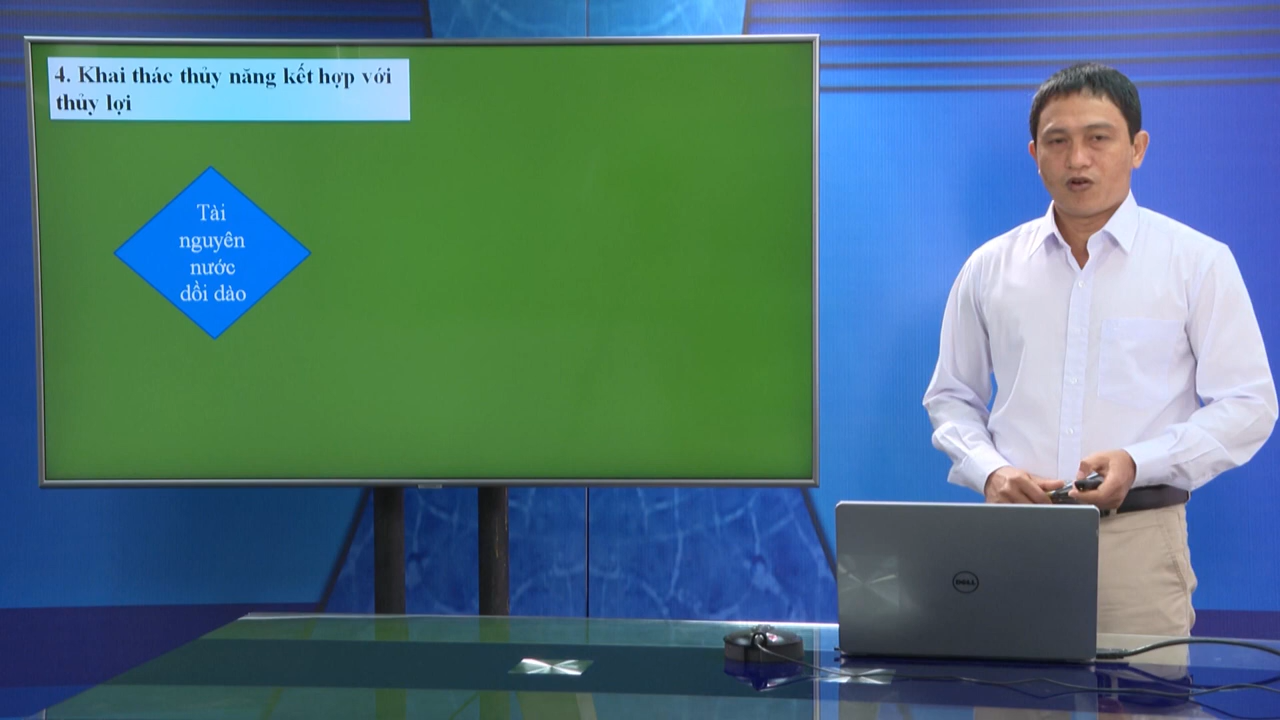 4. Khai thác thủy năng kết hợp với
thủy lợi
Tài
nguyên
nước
dồi dào
DELL